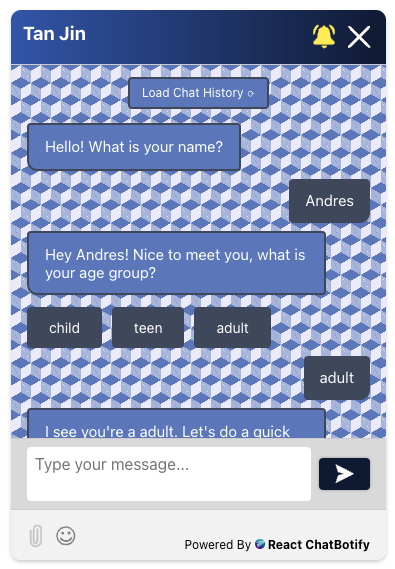 Tan Jin
Load Chat History ⟳
Hello! What is your name?
Andres
Hey Andres! Nice to meet you, what is
your age group?
child teen adult
adult
I see you're a adult. Let's do a quick
Type your message...
Powered By React ChatBotify